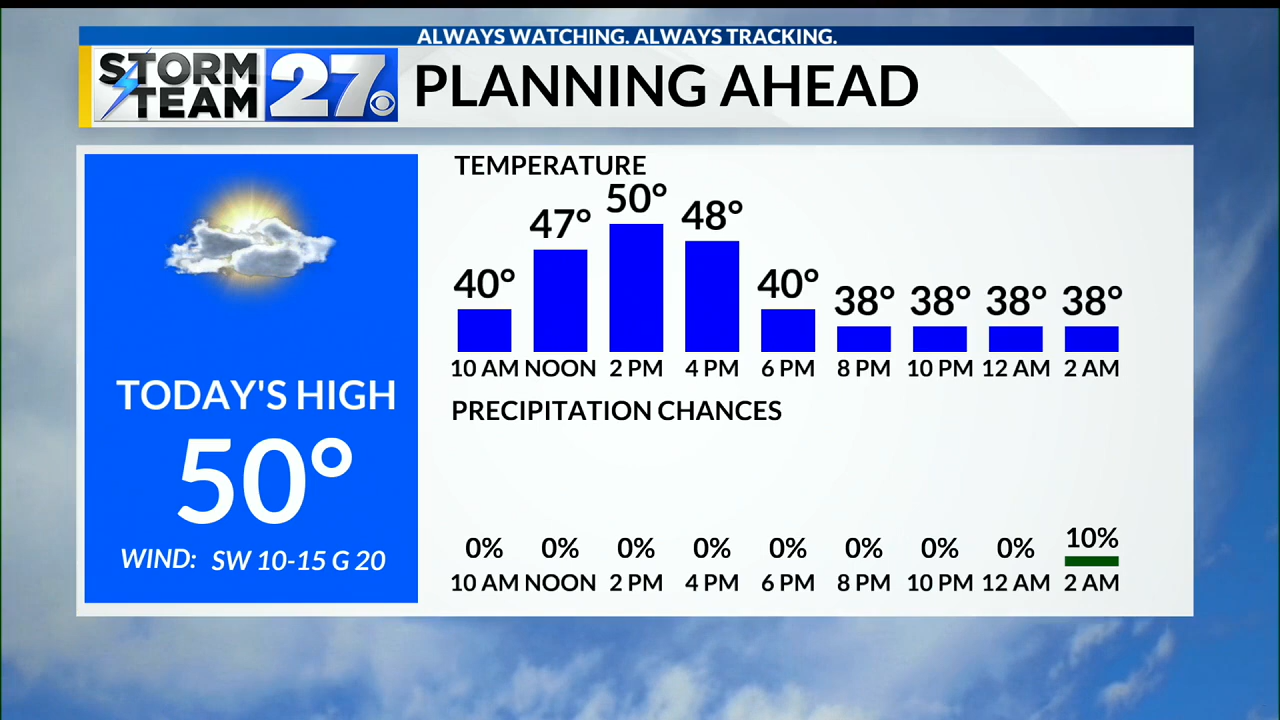 ALWAYS WATCHING. ALWAYS TRACKING.
STORM
TEAM
27
PLANNING AHEAD
TODAY'S HIGH
50°
WIND: SW 10-15 G 20
TEMPERATURE
40° 47° 50° 48° 40° 38° 38° 38° 38°
10 AM NOON 2 PM 4 PM 6 PM 8 PM 10 PM 12 AM 2 AM
PRECIPITATION CHANCES
0% 0% 0% 0% 0% 0% 0% 0% 10%
10 AM NOON 2 PM 4 PM 6 PM 8 PM 10 PM 12 AM 2 AM